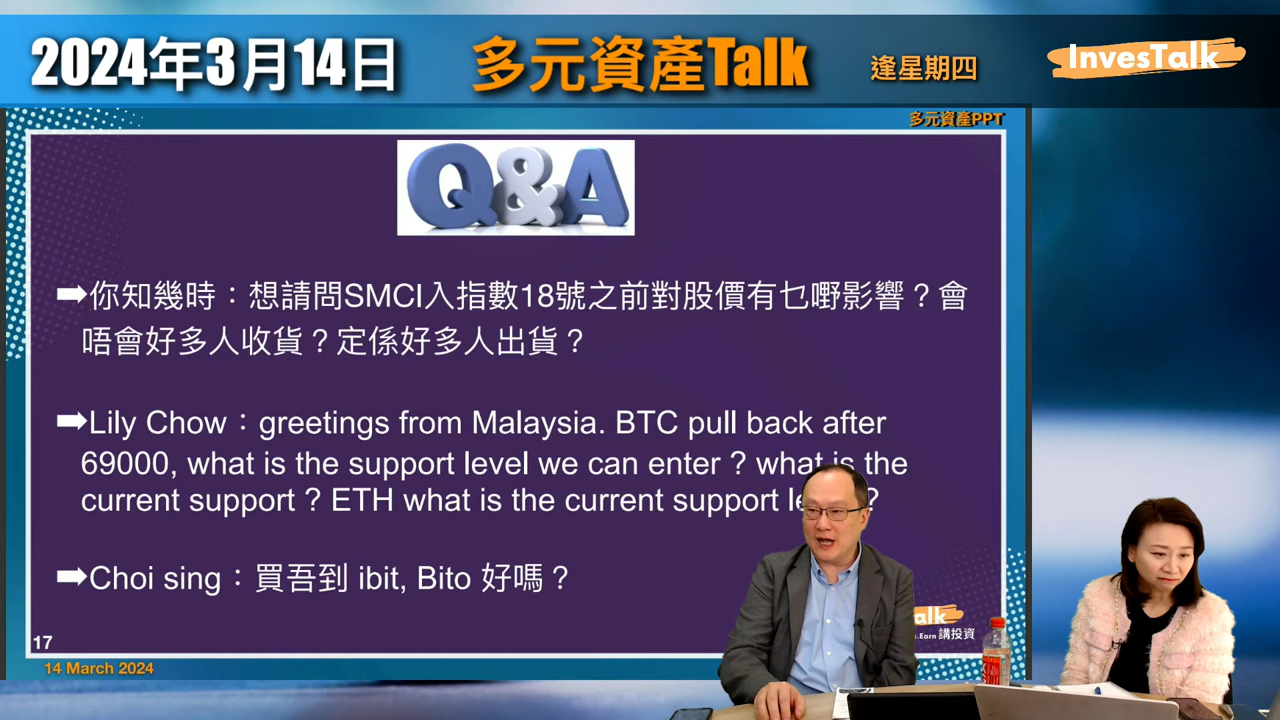 2024年3月14日
多元資產Talk
逢星期四
InvesTalk
多元資產PPT
Q&A
➡你知幾時：想請問SMCI入指數18號之前對股價有乜嘢影響？會
唔會好多人收貨？定係好多人出貨？
➡Lily Chow：greetings from Malaysia. BTC pull back after
69000, what is the support level we can enter？what is the
current support？ETH what is the current support le ?
➡Choi sing：買吾到 ibit, Bito 好嗎？
alk
.Earn 講投資
17
14 March 2024